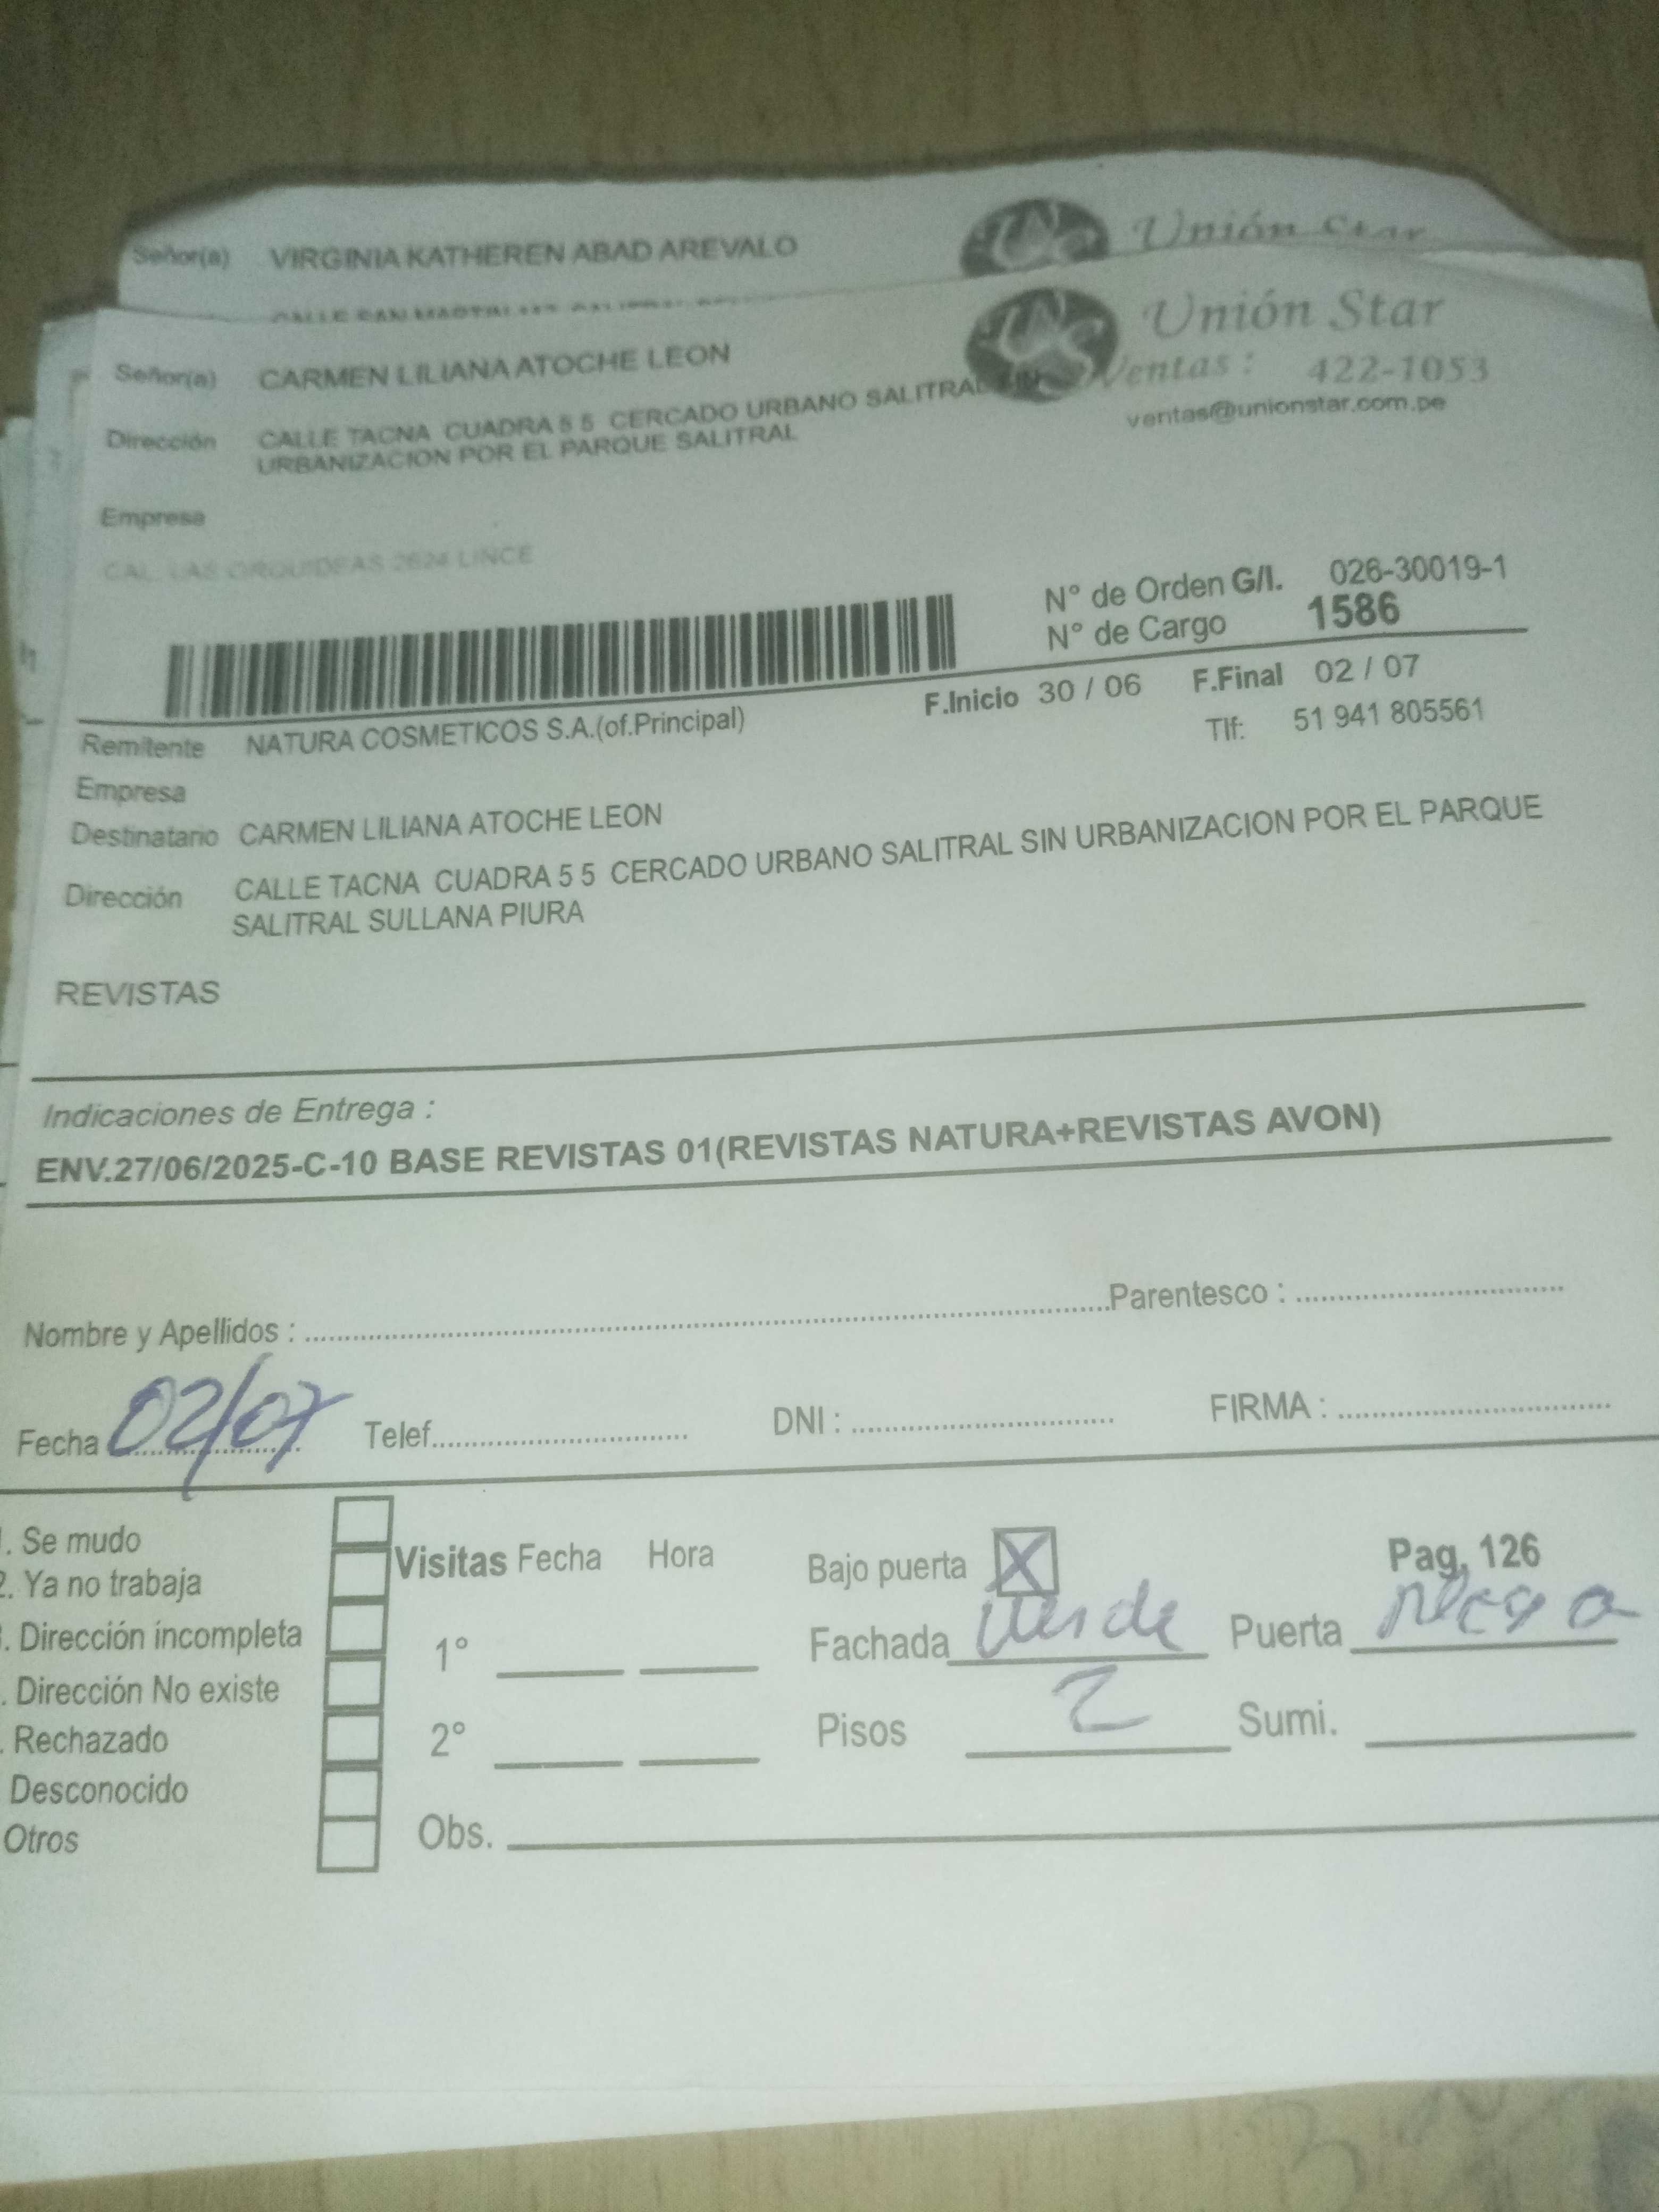 Señor(a) VIRGINIA KATHEREN ABAD AREVALO
Unión Star
Señor(a) CARMEN LILIANA ATOCHE LEON
Unión Star
Ventas : 422-1053
ventas@unionstar.com.pe
Dirección CALLE TACNA CUADRA 5 5 CERCADO URBANO SALITRAL SIN
URBANIZACION POR EL PARQUE SALITRAL
Empresa
CAL. LAS ORQUIDEAS 2624 LINCE
N° de Orden G/I. 026-30019-1
N° de Cargo 1586
F.Inicio 30 / 06 F.Final 02 / 07
Remitente NATURA COSMETICOS S.A.(of.Principal) Tlf: 51 941 805561
Empresa
Destinatario CARMEN LILIANA ATOCHE LEON
Dirección CALLE TACNA CUADRA 5 5 CERCADO URBANO SALITRAL SIN URBANIZACION POR EL PARQUE
SALITRAL SULLANA PIURA
REVISTAS
Indicaciones de Entrega :
ENV.27/06/2025-C-10 BASE REVISTAS 01(REVISTAS NATURA+REVISTAS AVON)
Nombre y Apellidos : Parentesco :
Fecha 02/07 Telef. DNI : FIRMA :
. Se mudo
2. Ya no trabaja
. Dirección incompleta
. Dirección No existe
. Rechazado
Desconocido
Otros
Visitas Fecha Hora
1°
2°
Obs.
Bajo puerta X Pag. 126
Fachada Verde Puerta Negra
Pisos 2 Sumi.